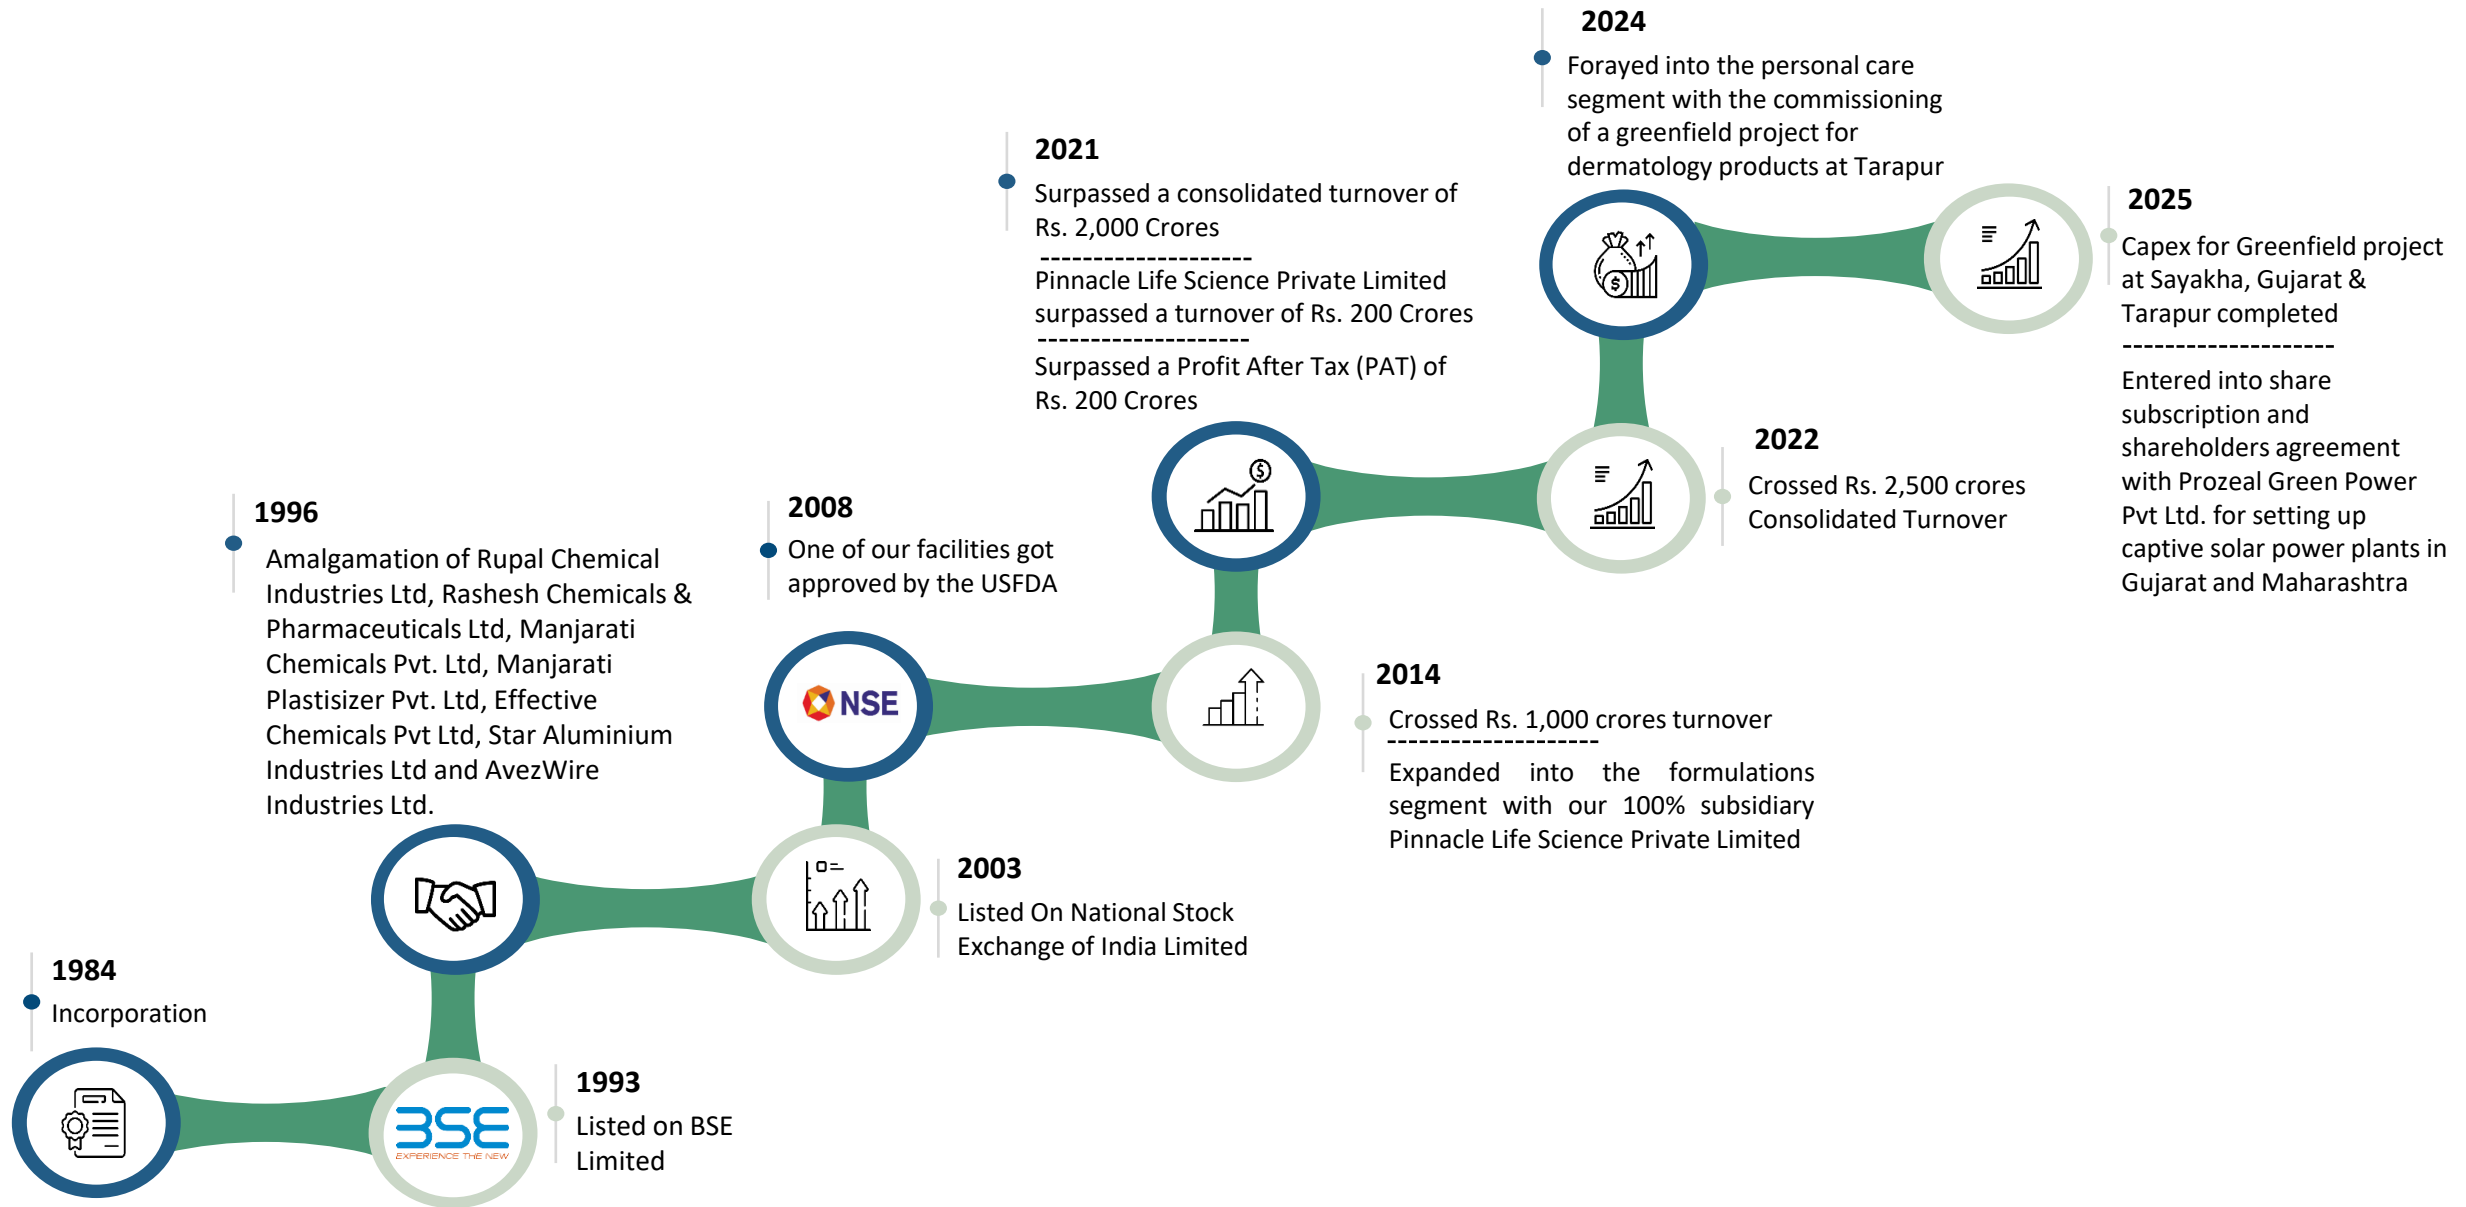 1984
Incorporation
BSE
EXPERIENCE THE NEW
1993
Listed on BSE
Limited
1996
Amalgamation of Rupal Chemical
Industries Ltd, Rashesh Chemicals &
Pharmaceuticals Ltd, Manjarati
Chemicals Pvt. Ltd, Manjarati
Plastisizer Pvt. Ltd, Effective
Chemicals Pvt Ltd, Star Aluminium
Industries Ltd and AvezWire
Industries Ltd.
2003
Listed On National Stock
Exchange of India Limited
2008
One of our facilities got
approved by the USFDA
NSE
2014
Crossed Rs. 1,000 crores turnover
--------------------
Expanded into the formulations
segment with our 100% subsidiary
Pinnacle Life Science Private Limited
2021
Surpassed a consolidated turnover of
Rs. 2,000 Crores
--------------------
Pinnacle Life Science Private Limited
surpassed a turnover of Rs. 200 Crores
--------------------
Surpassed a Profit After Tax (PAT) of
Rs. 200 Crores
$
2022
Crossed Rs. 2,500 crores
Consolidated Turnover
2024
Forayed into the personal care
segment with the commissioning
of a greenfield project for
dermatology products at Tarapur
$
2025
Capex for Greenfield project
at Sayakha, Gujarat &
Tarapur completed
--------------------
Entered into share
subscription and
shareholders agreement
with Prozeal Green Power
Pvt Ltd. for setting up
captive solar power plants in
Gujarat and Maharashtra